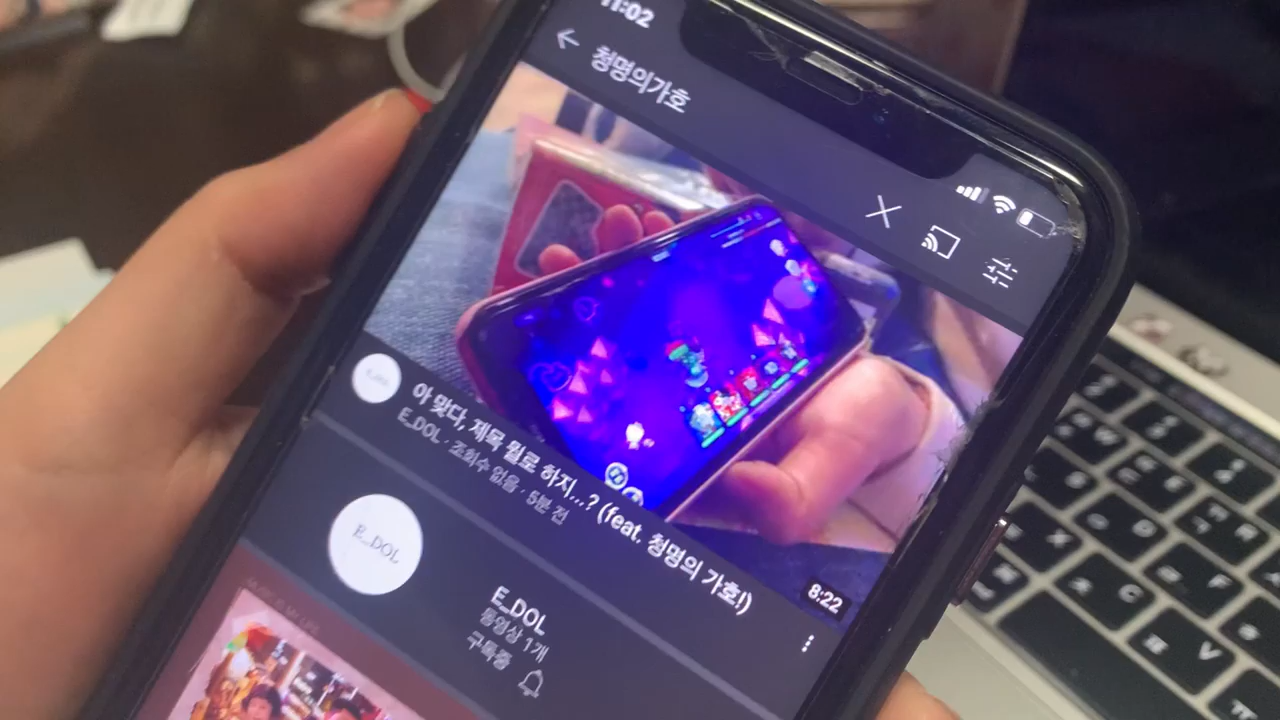 11:02
청명의가호
8:22
아 맞다, 제목 뭘로 하지...? (feat. 청명의 가호!)
E_DOL · 조회수 없음 · 5분 전
E_DOL
E_DOL
동영상 1개
구독중